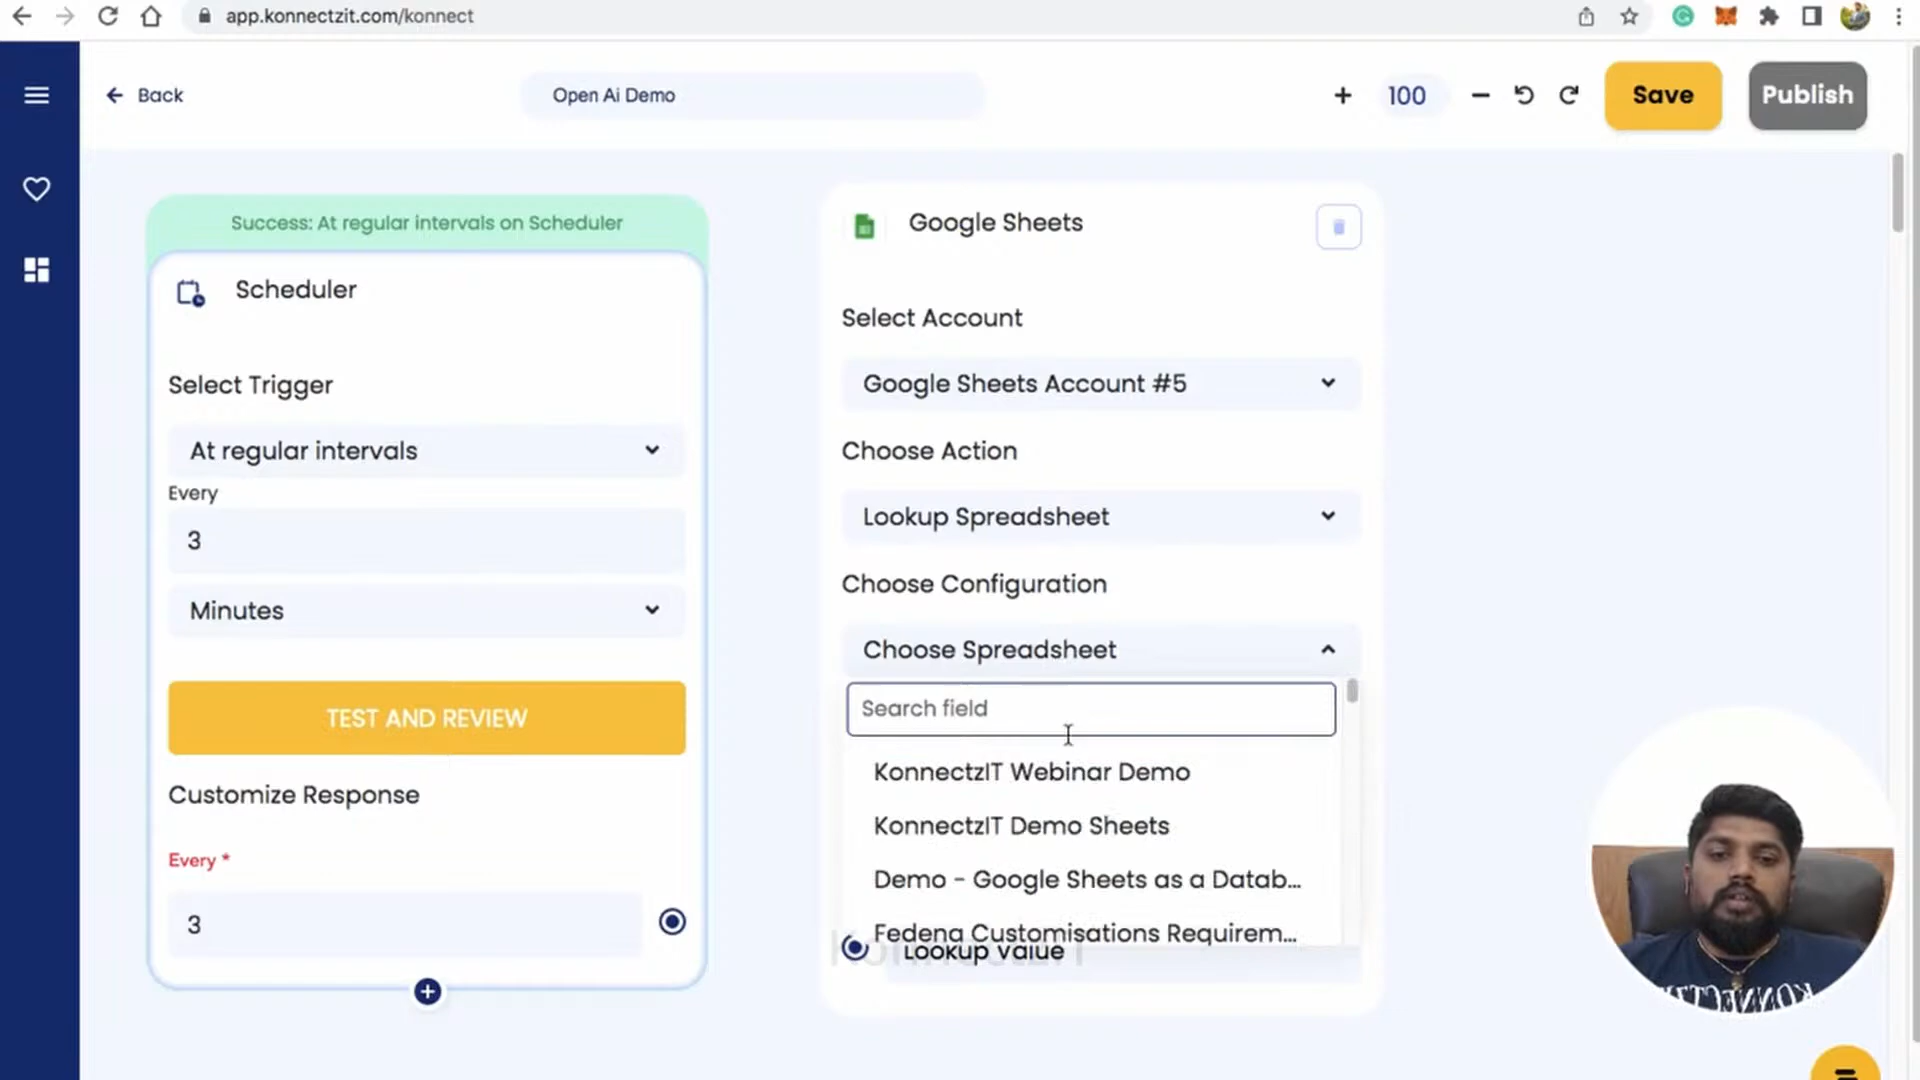 app.konnectzit.com/konnect
Back
Open Ai Demo
100
Save
Publish
Success: At regular intervals on Scheduler
Scheduler
Select Trigger
At regular intervals
Every
3
Minutes
TEST AND REVIEW
Customize Response
Every *
3
Google Sheets
Select Account
Google Sheets Account #5
Choose Action
Lookup Spreadsheet
Choose Configuration
Choose Spreadsheet
Search field
KonnectzIT Webinar Demo
KonnectzIT Demo Sheets
Demo - Google Sheets as a Datab...
Fedena Customisations Requirem...
Lookup Value